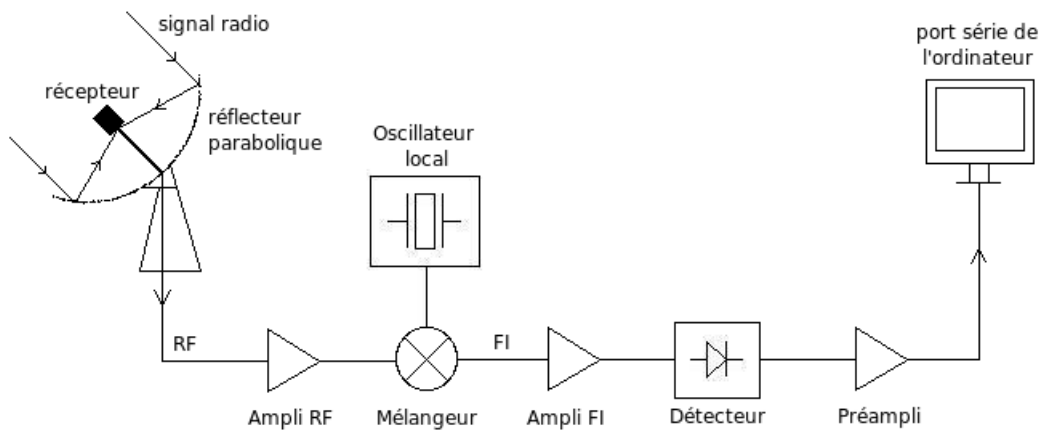 signal radio
port série de
l'ordinateur
récepteur
réflecteur
parabolique
Oscillateur
local
RF
FI
Ampli RF
Mélangeur
Ampli FI
Détecteur
Préampli